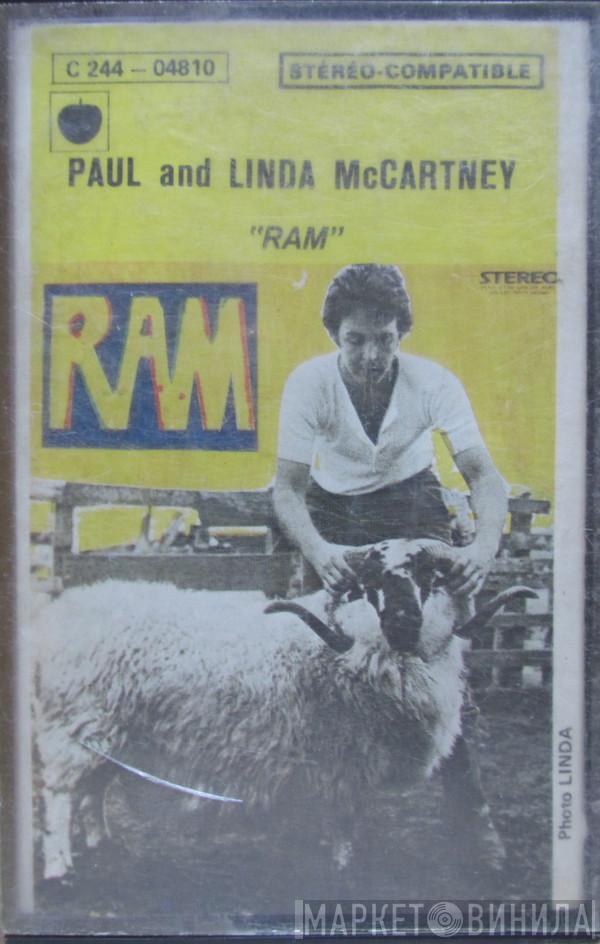 C 244 – 04810
STÉRÉO-COMPATIBLE
PAUL and LINDA McCARTNEY
"RAM"
STEREO
RAM
Photo LINDA
МАРКЕТ ВИНИЛА